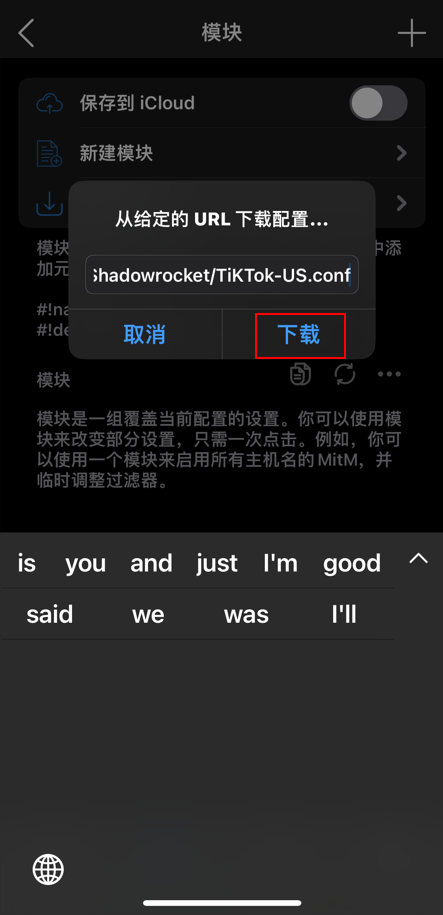 模块
保存到 iCloud
新建模块
从给定的 URL 下载配置...
Shadowrocket/TiKTok-US.conf
取消
下载
模块
中添
加元
#!na
#!de
模块
模块是一组覆盖当前配置的设置。你可以使用模
块来改变部分设置，只需一次点击。例如，你可
以使用一个模块来启用所有主机名的 MitM，并
临时调整过滤器。
is you and just I'm good
said we was I'll